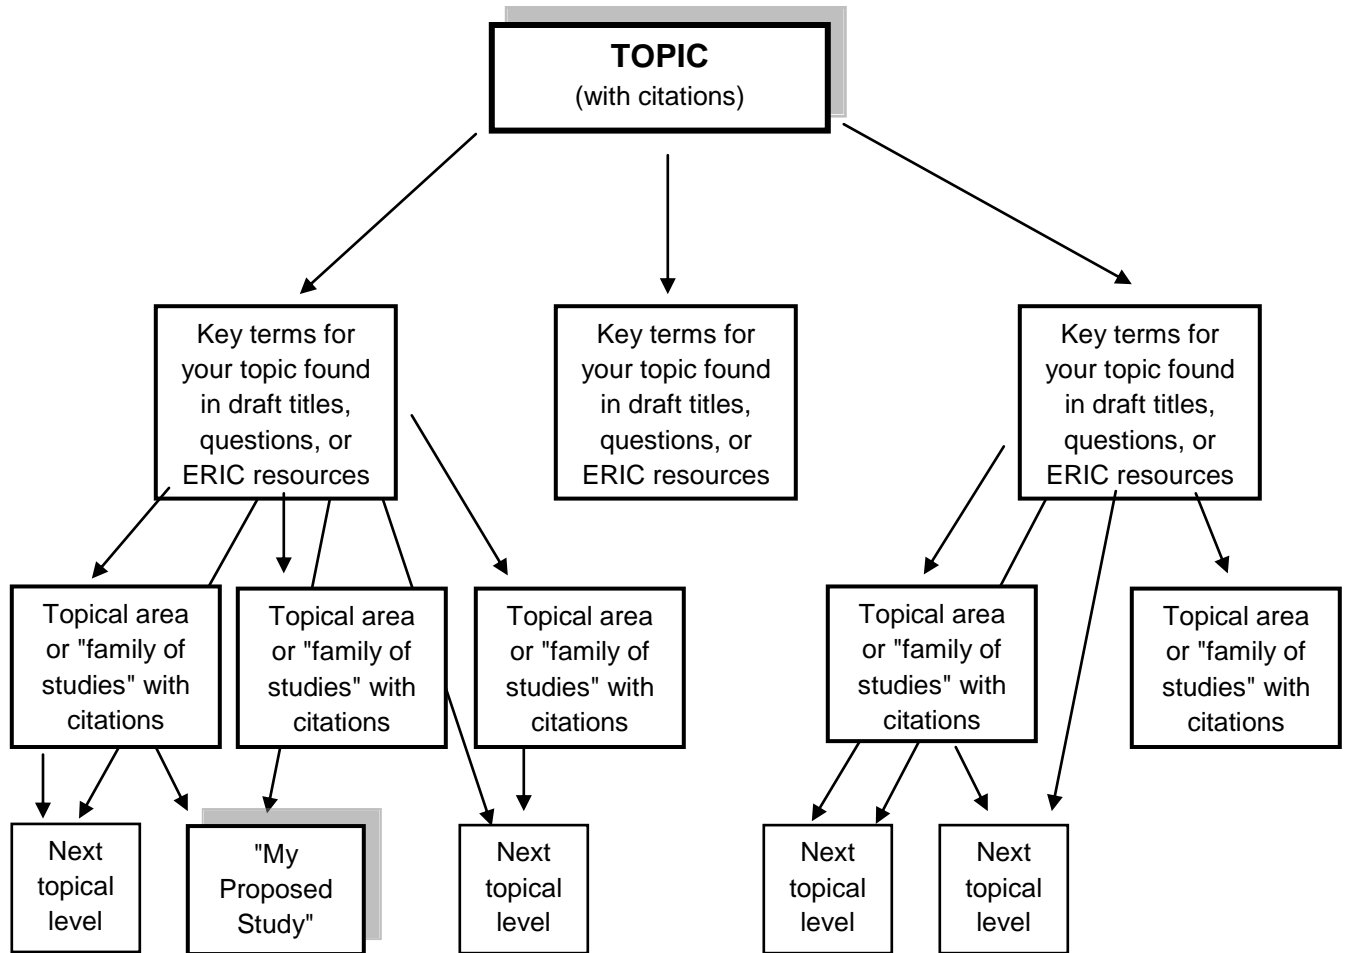 TOPIC
(with citations)
Key terms for
your topic found
in draft titles,
questions, or
ERIC resources
Key terms for
your topic found
in draft titles,
questions, or
ERIC resources
Key terms for
your topic found
in draft titles,
questions, or
ERIC resources
Topical area
or "family of
studies" with
citations
Topical area
or "family of
studies" with
citations
Topical area
or "family of
studies" with
citations
Topical area
or "family of
studies" with
citations
Topical area
or "family of
studies" with
citations
Next
topical
level
"My
Proposed
Study"
Next
topical
level
Next
topical
level
Next
topical
level